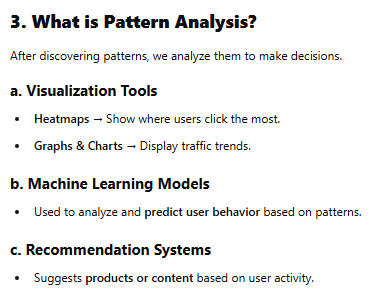 3. What is Pattern Analysis?
After discovering patterns, we analyze them to make decisions.
a. Visualization Tools
• Heatmaps → Show where users click the most.
• Graphs & Charts → Display traffic trends.
b. Machine Learning Models
• Used to analyze and predict user behavior based on patterns.
c. Recommendation Systems
• Suggests products or content based on user activity.